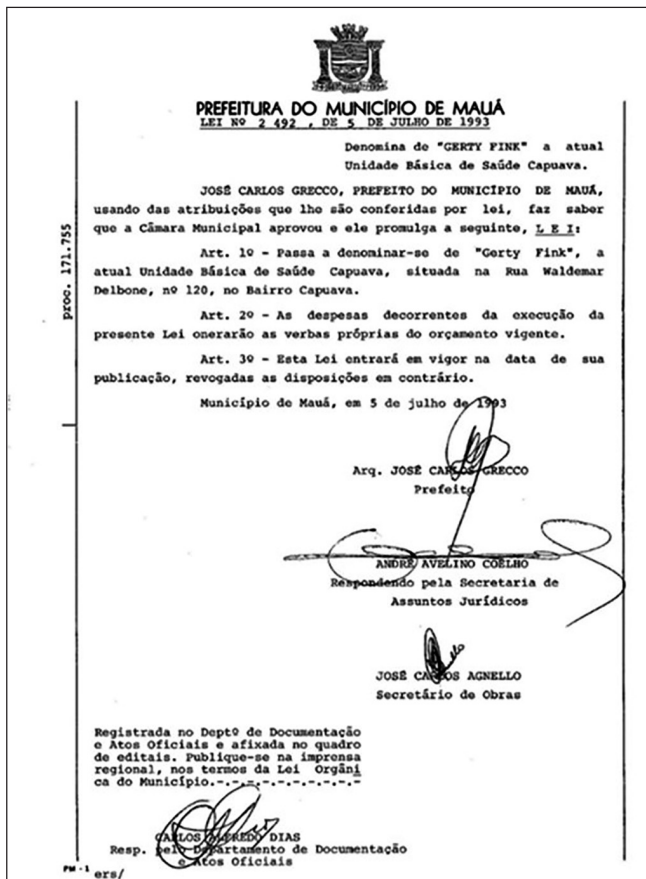 PREFEITURA DO MUNICÍPIO DE MAUÁ
LEI Nº 2 492 , DE 5 DE JULHO DE 1993
Denomina de "GERTY FINK" a atual
Unidade Básica de Saúde Capuava.
JOSÉ CARLOS GRECCO, PREFEITO DO MUNICÍPIO DE MAUÁ,
usando das atribuições que lhe são conferidas por lei, faz saber
que a Câmara Municipal aprovou e ele promulga a seguinte, L E I:
proc. 171.755
Art. 1º - Passa a denominar-se de "Gerty Fink", a
atual Unidade Básica de Saúde Capuava, situada na Rua Waldemar
Delbone, nº 120, no Bairro Capuava.
Art. 2º - As despesas decorrentes da execução da
presente Lei onerarão as verbas próprias do orçamento vigente.
Art. 3º - Esta Lei entrará em vigor na data de sua
publicação, revogadas as disposições em contrário.
Município de Mauá, em 5 de julho de 1993
Arq. JOSÉ CARLOS GRECCO
Prefeito
ANDRÉ AVELINO COELHO
Respondendo pela Secretaria de
Assuntos Jurídicos
JOSÉ CARLOS AGNELLO
Secretário de Obras
Registrada no Deptº de Documentação
e Atos Oficiais e afixada no quadro
de editais. Publique-se na imprensa
regional, nos termos da Lei Orgâni
ca do Município.-.-.-.-.-.-.-.-.-.-
CARLOS ALFREDO DIAS
Resp. pelo Departamento de Documentação
e Atos Oficiais
PM - 1
ers/